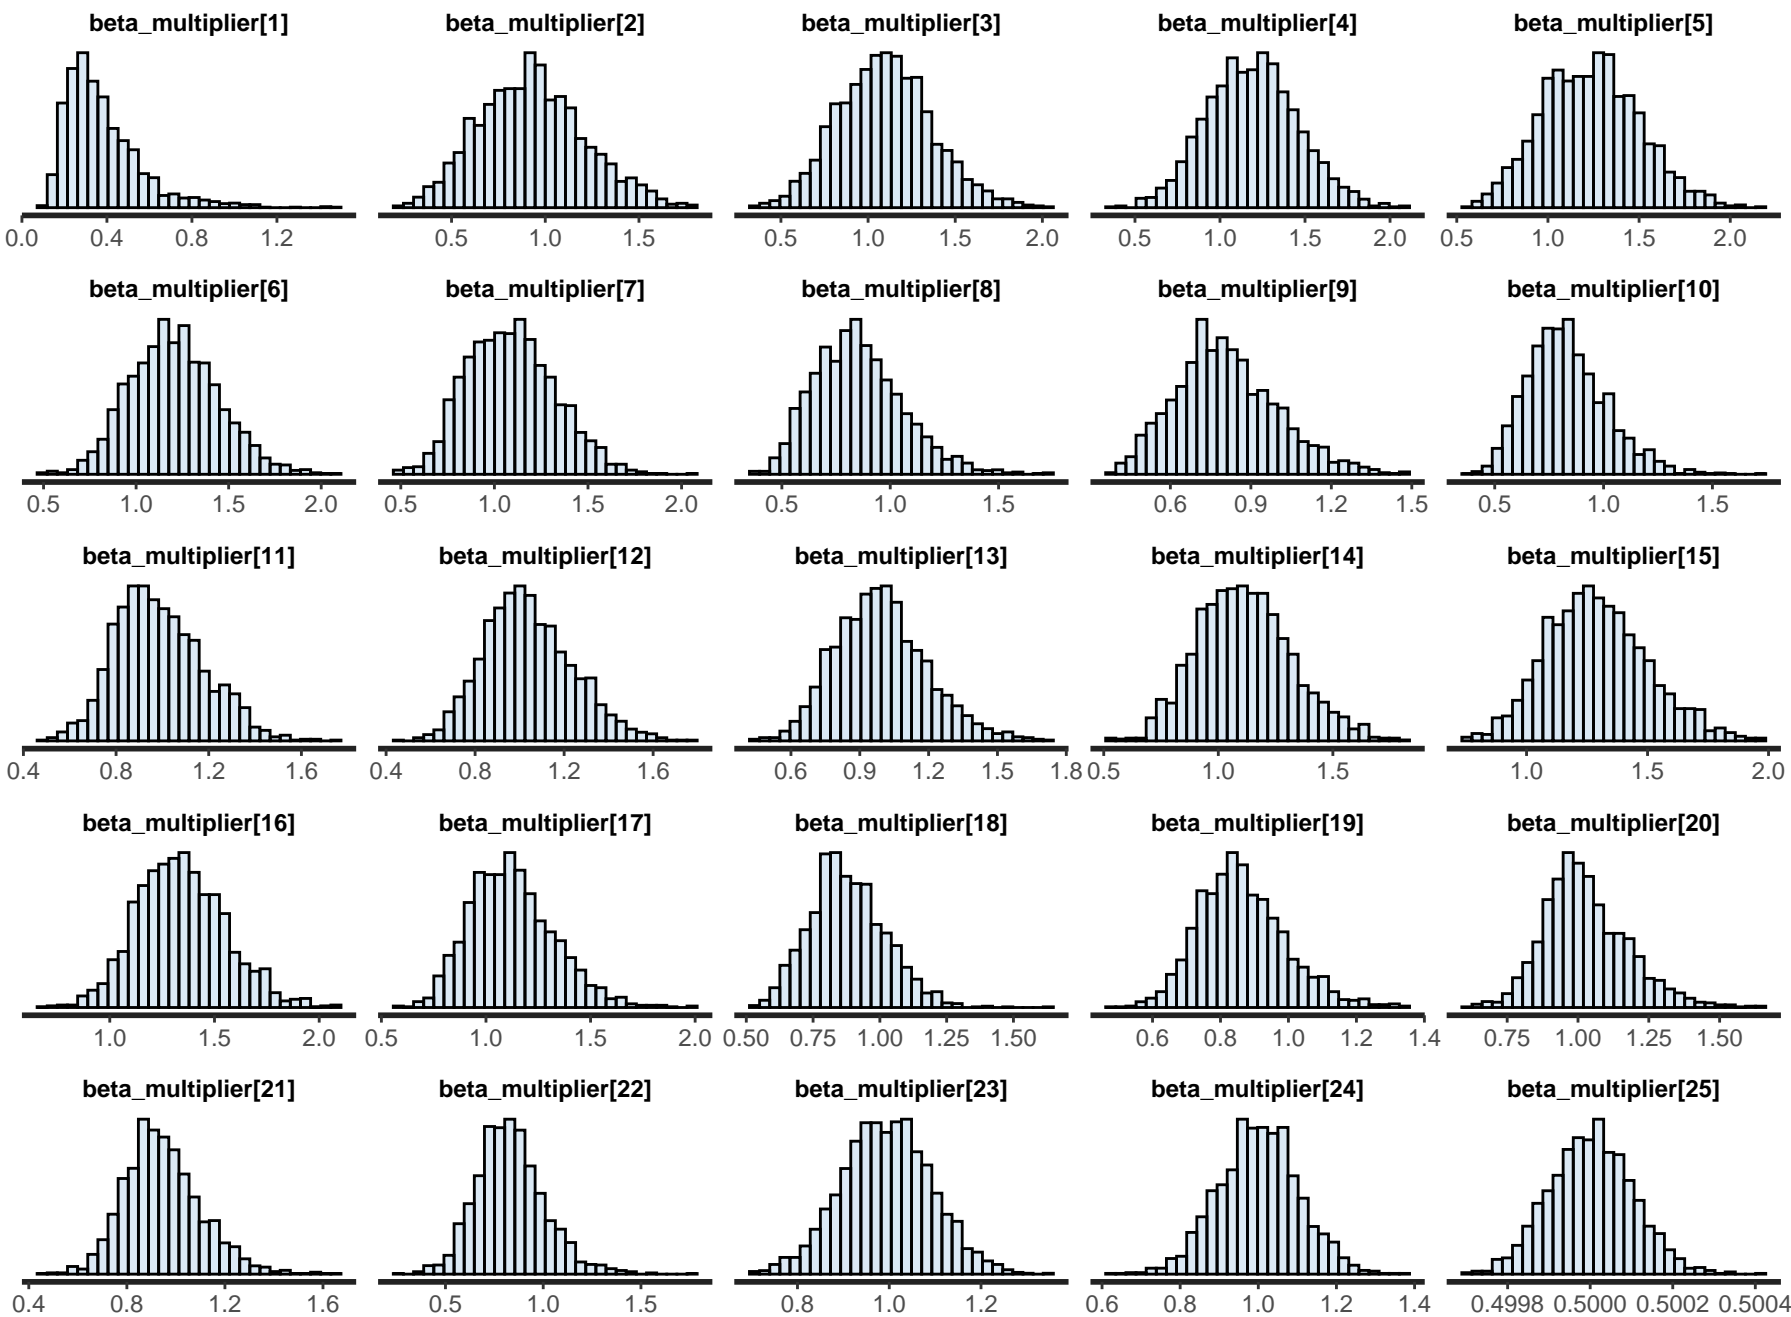 beta_multiplier[1] beta_multiplier[2] beta_multiplier[3] beta_multiplier[4] beta_multiplier[5]
0.0 0.4 0.8 1.2 0.5 1.0 1.5 0.5 1.0 1.5 2.0 0.5 1.0 1.5 2.0 0.5 1.0 1.5 2.0
beta_multiplier[6] beta_multiplier[7] beta_multiplier[8] beta_multiplier[9] beta_multiplier[10]
0.5 1.0 1.5 2.0 0.5 1.0 1.5 2.0 0.5 1.0 1.5 0.6 0.9 1.2 1.5 0.5 1.0 1.5
beta_multiplier[11] beta_multiplier[12] beta_multiplier[13] beta_multiplier[14] beta_multiplier[15]
0.4 0.8 1.2 1.6 0.4 0.8 1.2 1.6 0.6 0.9 1.2 1.5 1.8 0.5 1.0 1.5 1.0 1.5 2.0
beta_multiplier[16] beta_multiplier[17] beta_multiplier[18] beta_multiplier[19] beta_multiplier[20]
1.0 1.5 2.0 0.5 1.0 1.5 2.0 0.50 0.75 1.00 1.25 1.50 0.6 0.8 1.0 1.2 1.4 0.75 1.00 1.25 1.50
beta_multiplier[21] beta_multiplier[22] beta_multiplier[23] beta_multiplier[24] beta_multiplier[25]
0.4 0.8 1.2 1.6 0.5 1.0 1.5 0.8 1.0 1.2 0.6 0.8 1.0 1.2 1.4 0.4998 0.5000 0.5002 0.5004